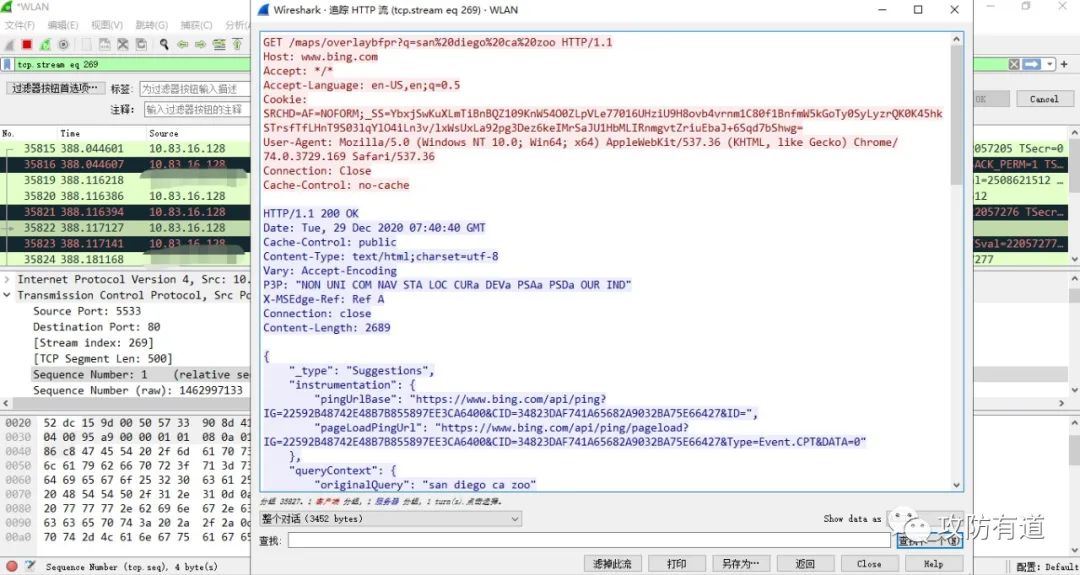 *WLAN
文件(F) 编辑(E) 视图(V) 跳转(G) 捕获(C) 分析(A
tcp.stream eq 269
过滤器按钮首选项… 标签: 为过滤器按钮输入描述
注释: 输入过滤器按钮的注释
OK Cancel
No. Time Source
35815 388.044601 10.83.16.128 2057205 TSecr=0
35816 388.044607 10.83.16.128 ACK_PERM=1 TS…
35819 388.116218 al=2508621512 …
35820 388.116386 10.83.16.128 12
35821 388.116394 10.83.16.128 2057276 TSecr…
35822 388.117127 10.83.16.128
35823 388.117141 10.83.16.128 TSval=22057277…
35824 388.181168 277
Internet Protocol Version 4, Src: 10.
Transmission Control Protocol, Src Po
Source Port: 5533
Destination Port: 80
[Stream index: 269]
[TCP Segment Len: 500]
Sequence Number: 1 (relative se
Sequence Number (raw): 1462997133
0020 52 dc 15 9d 00 50 57 33 90 8d 41
0030 04 00 95 a9 00 00 01 01 08 0a 01
0040 86 c8 47 45 54 20 2f 6d 61 70 73
0050 6c 61 79 62 66 70 72 3f 71 3d 73
0060 64 69 65 67 6f 25 32 30 63 61 25
0070 20 48 54 54 50 2f 31 2e 31 0d 0a
0080 20 77 77 77 2e 62 69 6e 67 2e 63
0090 63 63 65 70 74 3a 20 2a 2f 2a 0d
00a0 70 74 2d 4c 61 6e 67 75 61 67 65
Sequence Number (tcp.seq), 4 byte(s)
配置: Default
Wireshark · 追踪 HTTP 流 (tcp.stream eq 269) · WLAN
GET /maps/overlaybfpr?q=san%20diego%20ca%20zoo HTTP/1.1
Host: www.bing.com
Accept: */*
Accept-Language: en-US,en;q=0.5
Cookie:
SRCHD=AF=NOFORM;_SS=YbxjSwKuXLmTiBnBQZ109KnW54O0ZLpVLe77016UHziU9H8ovb4vrnm1C80f1BnfmW5kGoTy0SyLyzrQK0K45hk
STrsfTfLHnT9S03lqYlO4iLn3v/lxWsUxLa92pg3Dez6keIMrSaJU1HbMLIRnmgvtZriuEbaJ+6Sqd7bShwg=
User-Agent: Mozilla/5.0 (Windows NT 10.0; Win64; x64) AppleWebKit/537.36 (KHTML, like Gecko) Chrome/
74.0.3729.169 Safari/537.36
Connection: Close
Cache-Control: no-cache
HTTP/1.1 200 OK
Date: Tue, 29 Dec 2020 07:40:40 GMT
Cache-Control: public
Content-Type: text/html;charset=utf-8
Vary: Accept-Encoding
P3P: "NON UNI COM NAV STA LOC CURa DEVa PSAa PSDa OUR IND"
X-MSEdge-Ref: Ref A
Connection: close
Content-Length: 2689
{
"_type": "Suggestions",
"instrumentation": {
"pingUrlBase": "https://www.bing.com/api/ping?
IG=22592B48742E48B7B855897EE3CA6400&CID=34823DAF741A65682A9032BA75E66427&ID=",
"pageLoadPingUrl": "https://www.bing.com/api/ping/pageload?
IG=22592B48742E48B7B855897EE3CA6400&CID=34823DAF741A65682A9032BA75E66427&Type=Event.CPT&DATA=0"
},
"queryContext": {
"originalQuery": "san diego ca zoo"
分组 35827。1 客户端 分组, 1 服务器 分组, 1 turn(s).点击选择。
整个对话 (3452 bytes)
Show data as
查找:
查找下一个(N)
滤掉此流 打印 另存为… 返回 Close Help
攻防有道